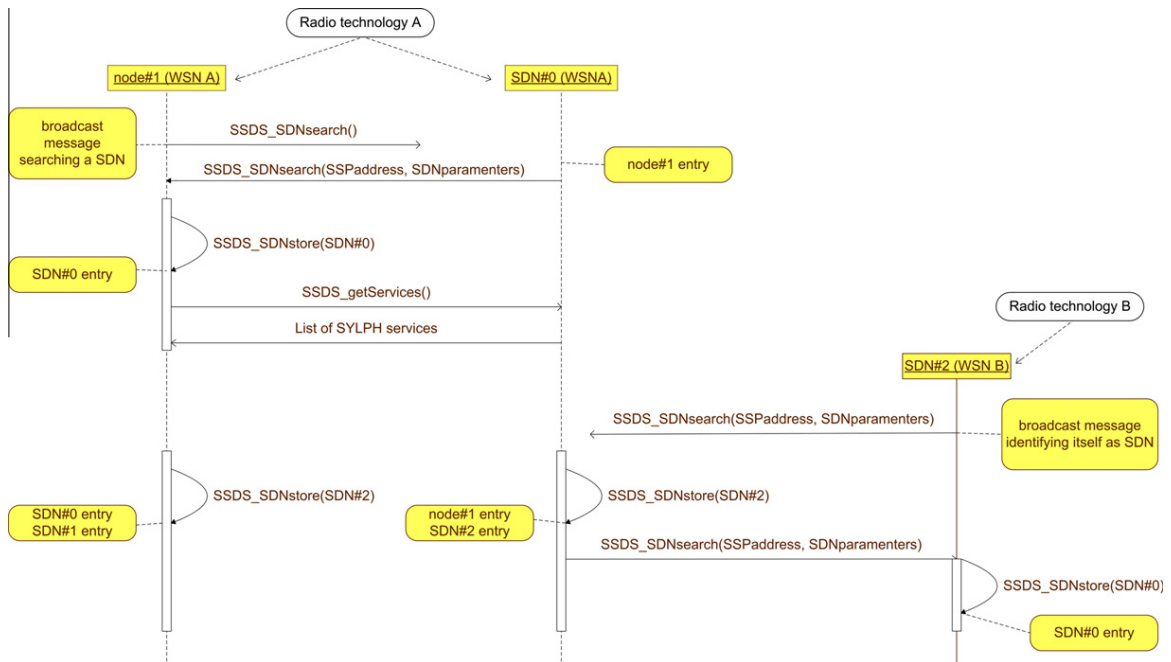 Radio technology A
node#1 (WSN A)
SDN#0 (WSNA)
broadcast
message
searching a SDN
SSDS_SDNsearch()
node#1 entry
SSDS_SDNsearch(SSPaddress, SDNparamenters)
SSDS_SDNstore(SDN#0)
SDN#0 entry
SSDS_getServices()
Radio technology B
List of SYLPH services
SDN#2 (WSN B)
SSDS_SDNsearch(SSPaddress, SDNparamenters)
broadcast message
identifying itself as SDN
SSDS_SDNstore(SDN#2)
SSDS_SDNstore(SDN#2)
SDN#0 entry
SDN#1 entry
node#1 entry
SDN#2 entry
SSDS_SDNsearch(SSPaddress, SDNparamenters)
SSDS_SDNstore(SDN#0)
SDN#0 entry